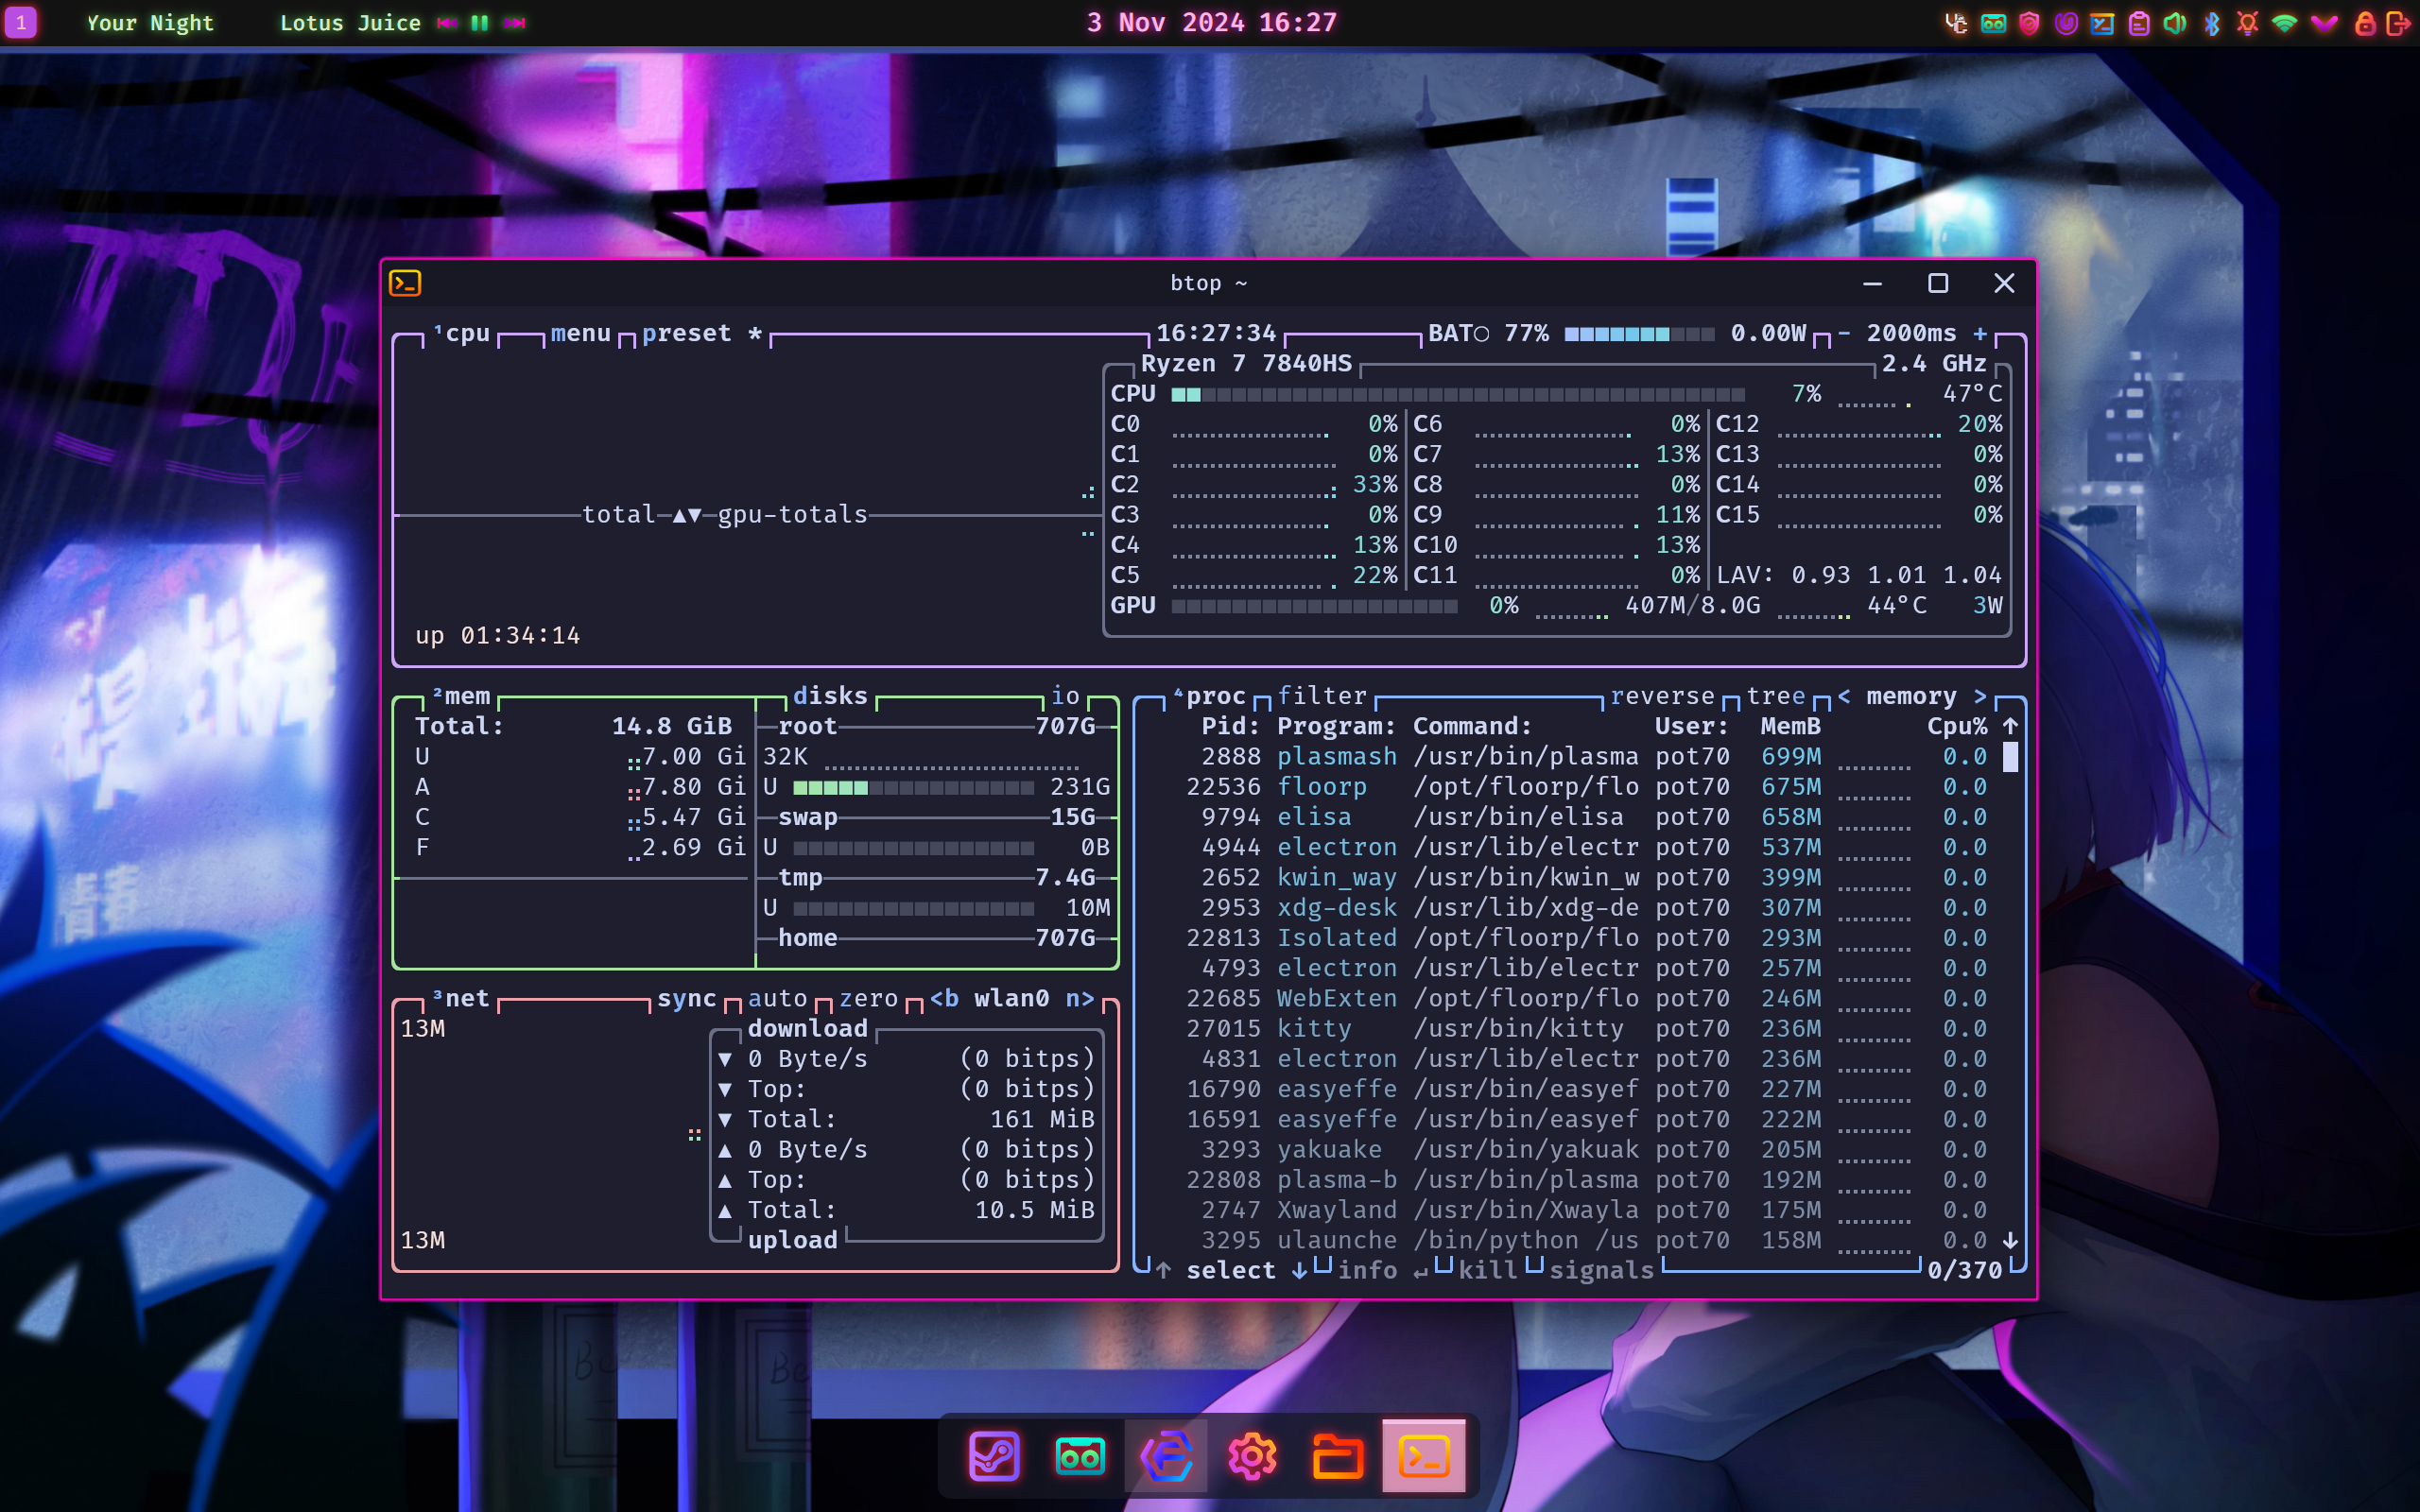 1 Your Night Lotus Juice 3 Nov 2024 16:27
btop ~
¹cpu menu preset * 16:27:34 BAT○ 77% 0.00W - 2000ms +
Ryzen 7 7840HS 2.4 GHz
CPU 7% 47°C
C0 0% C6 0% C12 20%
C1 0% C7 13% C13 0%
C2 33% C8 0% C14 0%
total ▲▼ gpu-totals C3 0% C9 11% C15 0%
C4 13% C10 13%
C5 22% C11 0% LAV: 0.93 1.01 1.04
GPU 0% 407M/8.0G 44°C 3W
up 01:34:14
²mem disks io
Total: 14.8 GiB root 707G
U 7.00 Gi 32K
A 7.80 Gi U 231G
C 5.47 Gi swap 15G
F 2.69 Gi U 0B
tmp 7.4G
U 10M
home 707G
³net sync auto zero <b wlan0 n>
13M download
▼ 0 Byte/s (0 bitps)
▼ Top: (0 bitps)
▼ Total: 161 MiB
▲ 0 Byte/s (0 bitps)
▲ Top: (0 bitps)
▲ Total: 10.5 MiB
13M upload
⁴proc filter reverse tree < memory >
Pid: Program: Command: User: MemB Cpu% ↑
2888 plasmash /usr/bin/plasma pot70 699M 0.0
22536 floorp /opt/floorp/flo pot70 675M 0.0
9794 elisa /usr/bin/elisa pot70 658M 0.0
4944 electron /usr/lib/electr pot70 537M 0.0
2652 kwin_way /usr/bin/kwin_w pot70 399M 0.0
2953 xdg-desk /usr/lib/xdg-de pot70 307M 0.0
22813 Isolated /opt/floorp/flo pot70 293M 0.0
4793 electron /usr/lib/electr pot70 257M 0.0
22685 WebExten /opt/floorp/flo pot70 246M 0.0
27015 kitty /usr/bin/kitty pot70 236M 0.0
4831 electron /usr/lib/electr pot70 236M 0.0
16790 easyeffe /usr/bin/easyef pot70 227M 0.0
16591 easyeffe /usr/bin/easyef pot70 222M 0.0
3293 yakuake /usr/bin/yakuak pot70 205M 0.0
22808 plasma-b /usr/bin/plasma pot70 192M 0.0
2747 Xwayland /usr/bin/Xwayla pot70 175M 0.0
3295 ulaunche /bin/python /us pot70 158M 0.0 ↓
↑ select ↓ info ↵ kill signals 0/370